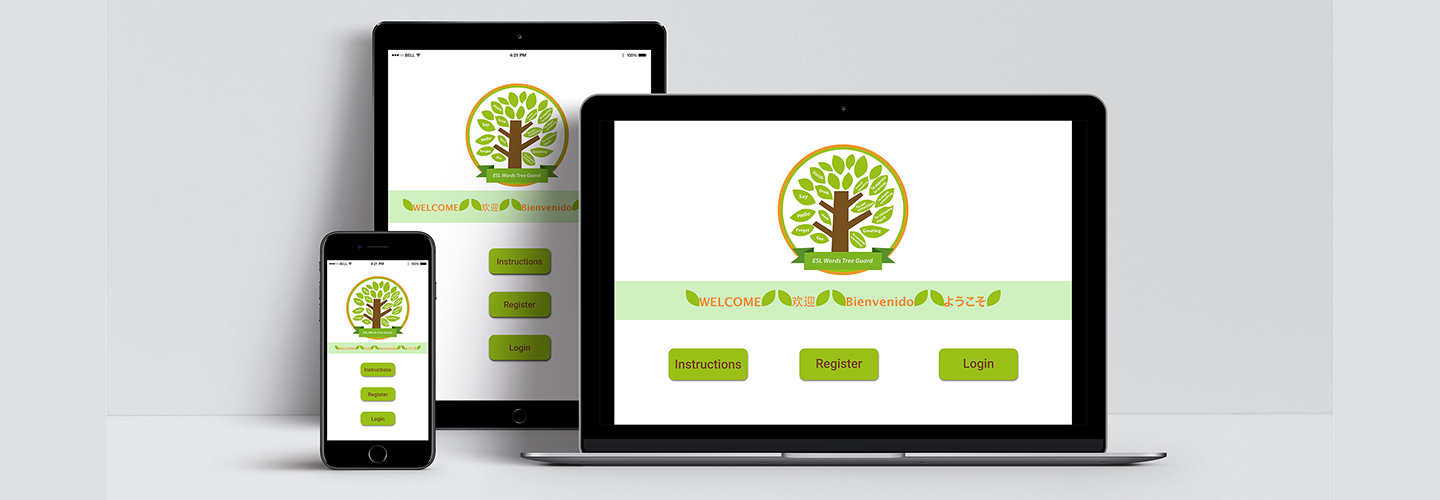 BELL
4:21 PM
100%
ESL Words Tree Guard
WELCOME 欢迎 Bienvenido
Instructions
Register
Login
BELL
4:21 PM
100%
ESL Words Tree Guard
WELCOME 欢迎 Bienvenido ようこそ
Instructions
Register
Login
Say
Hello
Forget
Get
Greeting
ESL Words Tree Guard
WELCOME 欢迎 Bienvenido ようこそ
Instructions Register Login